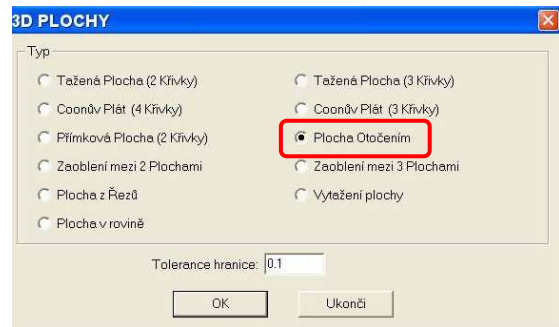 3D PLOCHY
Typ
Tažená Plocha (2 Křivky)
Tažená Plocha (3 Křivky)
Coonův Plát (4 Křivky)
Coonův Plát (3 Křivky)
Přímková Plocha (2 Křivky)
Plocha Otočením
Zaoblení mezi 2 Plochami
Zaoblení mezi 3 Plochami
Plocha z Řezů
Vytažení plochy
Plocha v rovině
Tolerance hranice: 0.1
OK
Ukonči